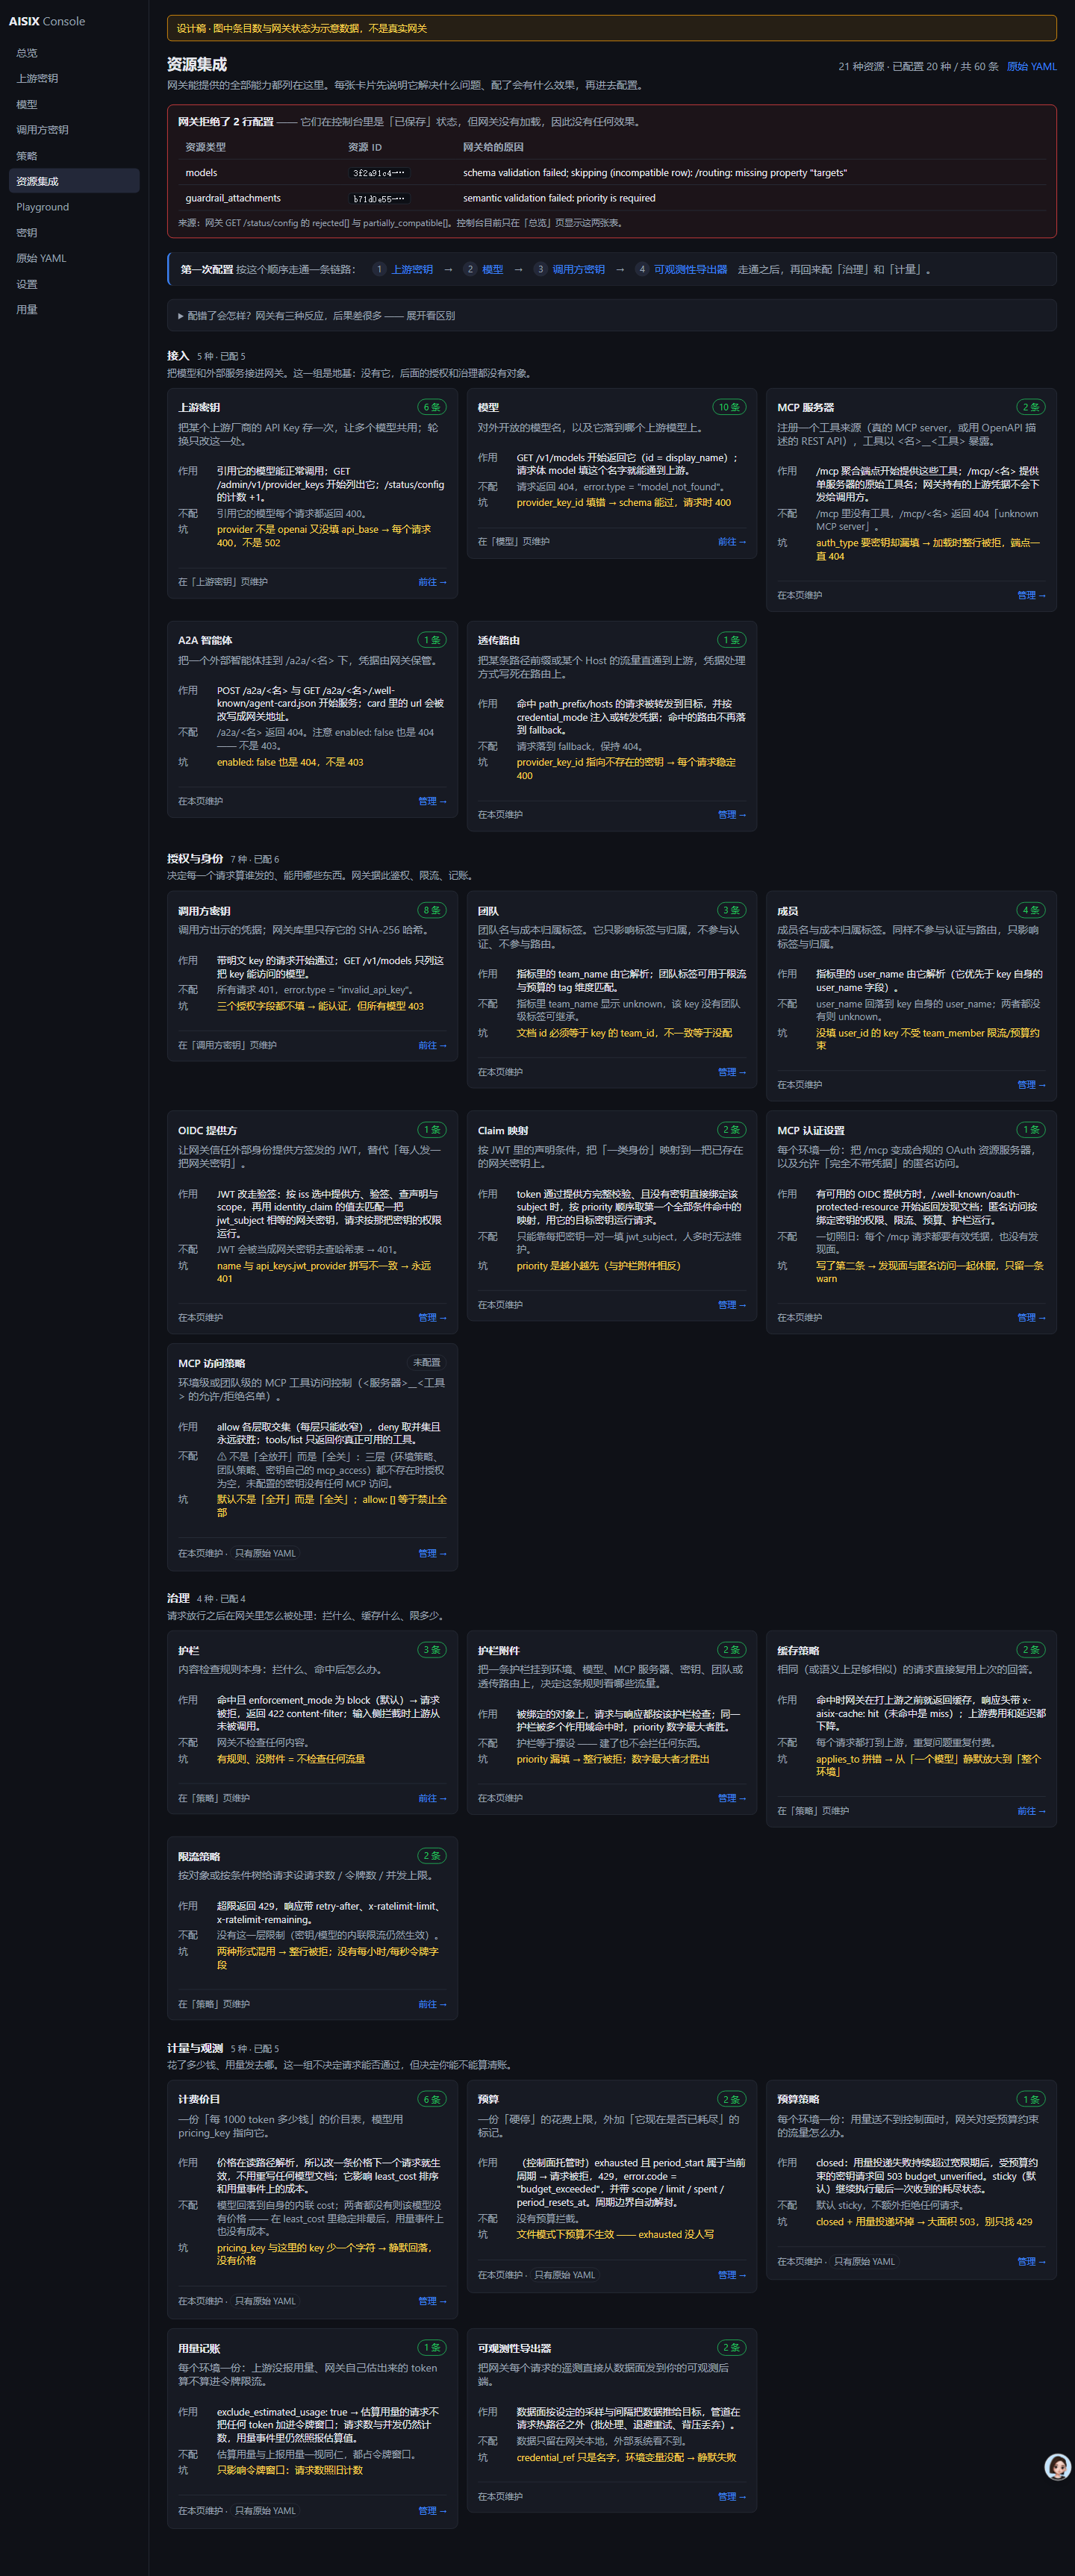 AISIX Console
总览
上游密钥
模型
调用方密钥
策略
资源集成
Playground
密钥
原始 YAML
设置
用量
设计稿 · 图中条目数与网关状态为示意数据，不是真实网关
资源集成
21 种资源 · 已配置 20 种 / 共 60 条 原始 YAML
网关能提供的全部能力都列在这里。每张卡片先说明它解决什么问题、配了会有什么效果，再进去配置。
网关拒绝了 2 行配置 —— 它们在控制台里是「已保存」状态，但网关没有加载，因此没有任何效果。
资源类型 资源 ID 网关给的原因
models 3f2a91c4-… schema validation failed; skipping (incompatible row): /routing: missing property "targets"
guardrail_attachments b71d0e55-… semantic validation failed: priority is required
来源：网关 GET /status/config 的 rejected[] 与 partially_compatible[]。控制台目前只在「总览」页显示这两张表。
第一次配置 按这个顺序走通一条链路： 1 上游密钥 → 2 模型 → 3 调用方密钥 → 4 可观测性导出器 走通之后，再回来配「治理」和「计量」。
▶ 配错了会怎样？网关有三种反应，后果差很多 —— 展开看区别
接入 5 种 · 已配 5
把模型和外部服务接进网关。这一组是地基：没有它，后面的授权和治理都没有对象。
上游密钥 6 条
把某个上游厂商的 API Key 存一次，让多个模型共用；轮
换只改这一处。
作用 引用它的模型能正常调用；GET
/admin/v1/provider_keys 开始列出它；/status/config
的计数 +1。
不配 引用它的模型每个请求都返回 400。
坑 provider 不是 openai 又没填 api_base → 每个请求
400，不是 502
在「上游密钥」页维护 前往 →
模型 10 条
对外开放的模型名，以及它落到哪个上游模型上。
作用 GET /v1/models 开始返回它（id = display_name）；
请求体 model 填这个名字就能通到上游。
不配 请求返回 404，error.type = "model_not_found"。
坑 provider_key_id 填错 → schema 能过，请求时 400
在「模型」页维护 前往 →
MCP 服务器 2 条
注册一个工具来源（真的 MCP server，或用 OpenAPI 描
述的 REST API），工具以 <名>__<工具> 暴露。
作用 /mcp 聚合端点开始提供这些工具；/mcp/<名> 提供
单服务器的原始工具名；网关持有的上游凭据不会下
发给调用方。
不配 /mcp 里没有工具，/mcp/<名> 返回 404「unknown
MCP server」。
坑 auth_type 要密钥却漏填 → 加载时整行被拒，端点一
直 404
在本页维护 管理 →
A2A 智能体 1 条
把一个外部智能体挂到 /a2a/<名> 下，凭据由网关保管。
作用 POST /a2a/<名> 与 GET /a2a/<名>/.well-
known/agent-card.json 开始服务；card 里的 url 会被
改写成网关地址。
不配 /a2a/<名> 返回 404。注意 enabled: false 也是 404
—— 不是 403。
坑 enabled: false 也是 404，不是 403
在本页维护 管理 →
透传路由 1 条
把某条路径前缀或某个 Host 的流量直通到上游，凭据处理
方式写死在路由上。
作用 命中 path_prefix/hosts 的请求被转发到目标，并按
credential_mode 注入或转发凭据；命中的路由不再落
到 fallback。
不配 请求落到 fallback，保持 404。
坑 provider_key_id 指向不存在的密钥 → 每个请求稳定
400
在本页维护 管理 →
授权与身份 7 种 · 已配 6
决定每一个请求算谁发的、能用哪些东西。网关据此鉴权、限流、记账。
调用方密钥 8 条
调用方出示的凭据；网关库里只存它的 SHA-256 哈希。
作用 带明文 key 的请求开始通过；GET /v1/models 只列这
把 key 能访问的模型。
不配 所有请求 401，error.type = "invalid_api_key"。
坑 三个授权字段都不填 → 能认证，但所有模型 403
在「调用方密钥」页维护 前往 →
团队 3 条
团队名与成本归属标签。它只影响标签与归属，不参与认
证、不参与路由。
作用 指标里的 team_name 由它解析；团队标签可用于限流
与预算的 tag 维度匹配。
不配 指标里 team_name 显示 unknown，该 key 没有团队
级标签可继承。
坑 文档 id 必须等于 key 的 team_id，不一致等于没配
在本页维护 管理 →
成员 4 条
成员名与成本归属标签。同样不参与认证与路由，只影响
标签与归属。
作用 指标里的 user_name 由它解析（它优先于 key 自身的
user_name 字段）。
不配 user_name 回落到 key 自身的 user_name；两者都没
有则 unknown。
坑 没填 user_id 的 key 不受 team_member 限流/预算约
束
在本页维护 管理 →
OIDC 提供方 1 条
让网关信任外部身份提供方签发的 JWT，替代「每人发一
把网关密钥」。
作用 JWT 改走验签：按 iss 选中提供方、验签、查声明与
scope，再用 identity_claim 的值去匹配一把
jwt_subject 相等的网关密钥，请求按那把密钥的权限
运行。
不配 JWT 会被当成网关密钥去查哈希表 → 401。
坑 name 与 api_keys.jwt_provider 拼写不一致 → 永远
401
在本页维护 管理 →
Claim 映射 2 条
按 JWT 里的声明条件，把「一类身份」映射到一把已存在
的网关密钥上。
作用 token 通过提供方完整校验、且没有密钥直接绑定该
subject 时，按 priority 顺序取第一个全部条件命中的
映射，用它的目标密钥运行请求。
不配 只能靠每把密钥一对一填 jwt_subject，人多时无法维
护。
坑 priority 是越小越先（与护栏附件相反）
在本页维护 管理 →
MCP 认证设置 1 条
每个环境一份：把 /mcp 变成合规的 OAuth 资源服务器，
以及允许「完全不带凭据」的匿名访问。
作用 有可用的 OIDC 提供方时，/.well-known/oauth-
protected-resource 开始返回发现文档；匿名访问按
绑定密钥的权限、限流、预算、护栏运行。
不配 一切照旧：每个 /mcp 请求都要有效凭据，也没有发
现面。
坑 写了第二条 → 发现面与匿名访问一起休眠，只留一条
warn
在本页维护 管理 →
MCP 访问策略 未配置
环境级或团队级的 MCP 工具访问控制（<服务器>__<工具
> 的允许/拒绝名单）。
作用 allow 各层取交集（每层只能收窄），deny 取并集且
永远获胜；tools/list 只返回你真正可用的工具。
不配 ⚠ 不是「全放开」而是「全关」：三层（环境策略、
团队策略、密钥自己的 mcp_access）都不存在时授权
为空，未配置的密钥没有任何 MCP 访问。
坑 默认不是「全开」而是「全关」；allow: [] 等于禁止全
部
在本页维护 · 只有原始 YAML 管理 →
治理 4 种 · 已配 4
请求放行之后在网关里怎么被处理：拦什么、缓存什么、限多少。
护栏 3 条
内容检查规则本身：拦什么、命中后怎么办。
作用 命中且 enforcement_mode 为 block（默认）→ 请求
被拒，返回 422 content-filter；输入侧拦截时上游从
未被调用。
不配 网关不检查任何内容。
坑 有规则、没附件 = 不检查任何流量
在「策略」页维护 前往 →
护栏附件 2 条
把一条护栏挂到环境、模型、MCP 服务器、密钥、团队或
透传路由上，决定这条规则看哪些流量。
作用 被绑定的对象上，请求与响应都按该护栏检查；同一
护栏被多个作用域命中时，priority 数字最大者胜。
不配 护栏等于摆设 —— 建了也不会拦任何东西。
坑 priority 漏填 → 整行被拒；数字最大者才胜出
在本页维护 管理 →
缓存策略 2 条
相同（或语义上足够相似）的请求直接复用上次的回答。
作用 命中时网关在打上游之前就返回缓存，响应头带 x-
aisix-cache: hit（未命中是 miss）；上游费用和延迟都
下降。
不配 每个请求都打到上游，重复问题重复付费。
坑 applies_to 拼错 → 从「一个模型」静默放大到「整个
环境」
在「策略」页维护 前往 →
限流策略 2 条
按对象或按条件树给请求设请求数 / 令牌数 / 并发上限。
作用 超限返回 429，响应带 retry-after、x-ratelimit-limit、
x-ratelimit-remaining。
不配 没有这一层限制（密钥/模型的内联限流仍然生效）。
坑 两种形式混用 → 整行被拒；没有每小时/每秒令牌字
段
在「策略」页维护 前往 →
计量与观测 5 种 · 已配 5
花了多少钱、用量发去哪。这一组不决定请求能否通过，但决定你能不能算清账。
计费价目 6 条
一份「每 1000 token 多少钱」的价目表，模型用
pricing_key 指向它。
作用 价格在读路径解析，所以改一条价格下一个请求就生
效，不用重写任何模型文档；它影响 least_cost 排序
和用量事件上的成本。
不配 模型回落到自身的内联 cost；两者都没有则该模型
没有价格 —— 在 least_cost 里稳定排最后，用量事件上
也没有成本。
坑 pricing_key 与这里的 key 少一个字符 → 静默回落，
没有价格
在本页维护 · 只有原始 YAML 管理 →
预算 2 条
一份「硬停」的花费上限，外加「它现在是否已耗尽」的
标记。
作用 （控制面托管时）exhausted 且 period_start 属于当前
周期 → 请求被拒，429，error.code =
"budget_exceeded"，并带 scope / limit / spent /
period_resets_at。周期边界自动解封。
不配 没有预算拦截。
坑 文件模式下预算不生效 —— exhausted 没人写
在本页维护 · 只有原始 YAML 管理 →
预算策略 1 条
每个环境一份：用量送不到控制面时，网关对受预算约束
的流量怎么办。
作用 closed：用量投递失败持续超过宽限期后，受预算约
束的密钥请求回 503 budget_unverified。sticky（默
认）继续执行最后一次收到的耗尽状态。
不配 默认 sticky，不额外拒绝任何请求。
坑 closed + 用量投递坏掉 → 大面积 503，别只找 429
在本页维护 · 只有原始 YAML 管理 →
用量记账 1 条
每个环境一份：上游没报用量、网关自己估出来的 token
算不算进令牌限流。
作用 exclude_estimated_usage: true → 估算用量的请求不
把任何 token 加进令牌窗口；请求数与并发仍然计
数，用量事件里仍然照报估算值。
不配 估算用量与上报用量一视同仁，都占令牌窗口。
坑 只影响令牌窗口：请求数照旧计数
在本页维护 · 只有原始 YAML 管理 →
可观测性导出器 2 条
把网关每个请求的遥测直接从数据面发到你的可观测后
端。
作用 数据面按设定的采样与间隔把数据推给目标，管道在
请求热路径之外（批处理、退避重试、背压丢弃）。
不配 数据只留在网关本地，外部系统看不到。
坑 credential_ref 只是名字，环境变量没配 → 静默失败
在本页维护 管理 →